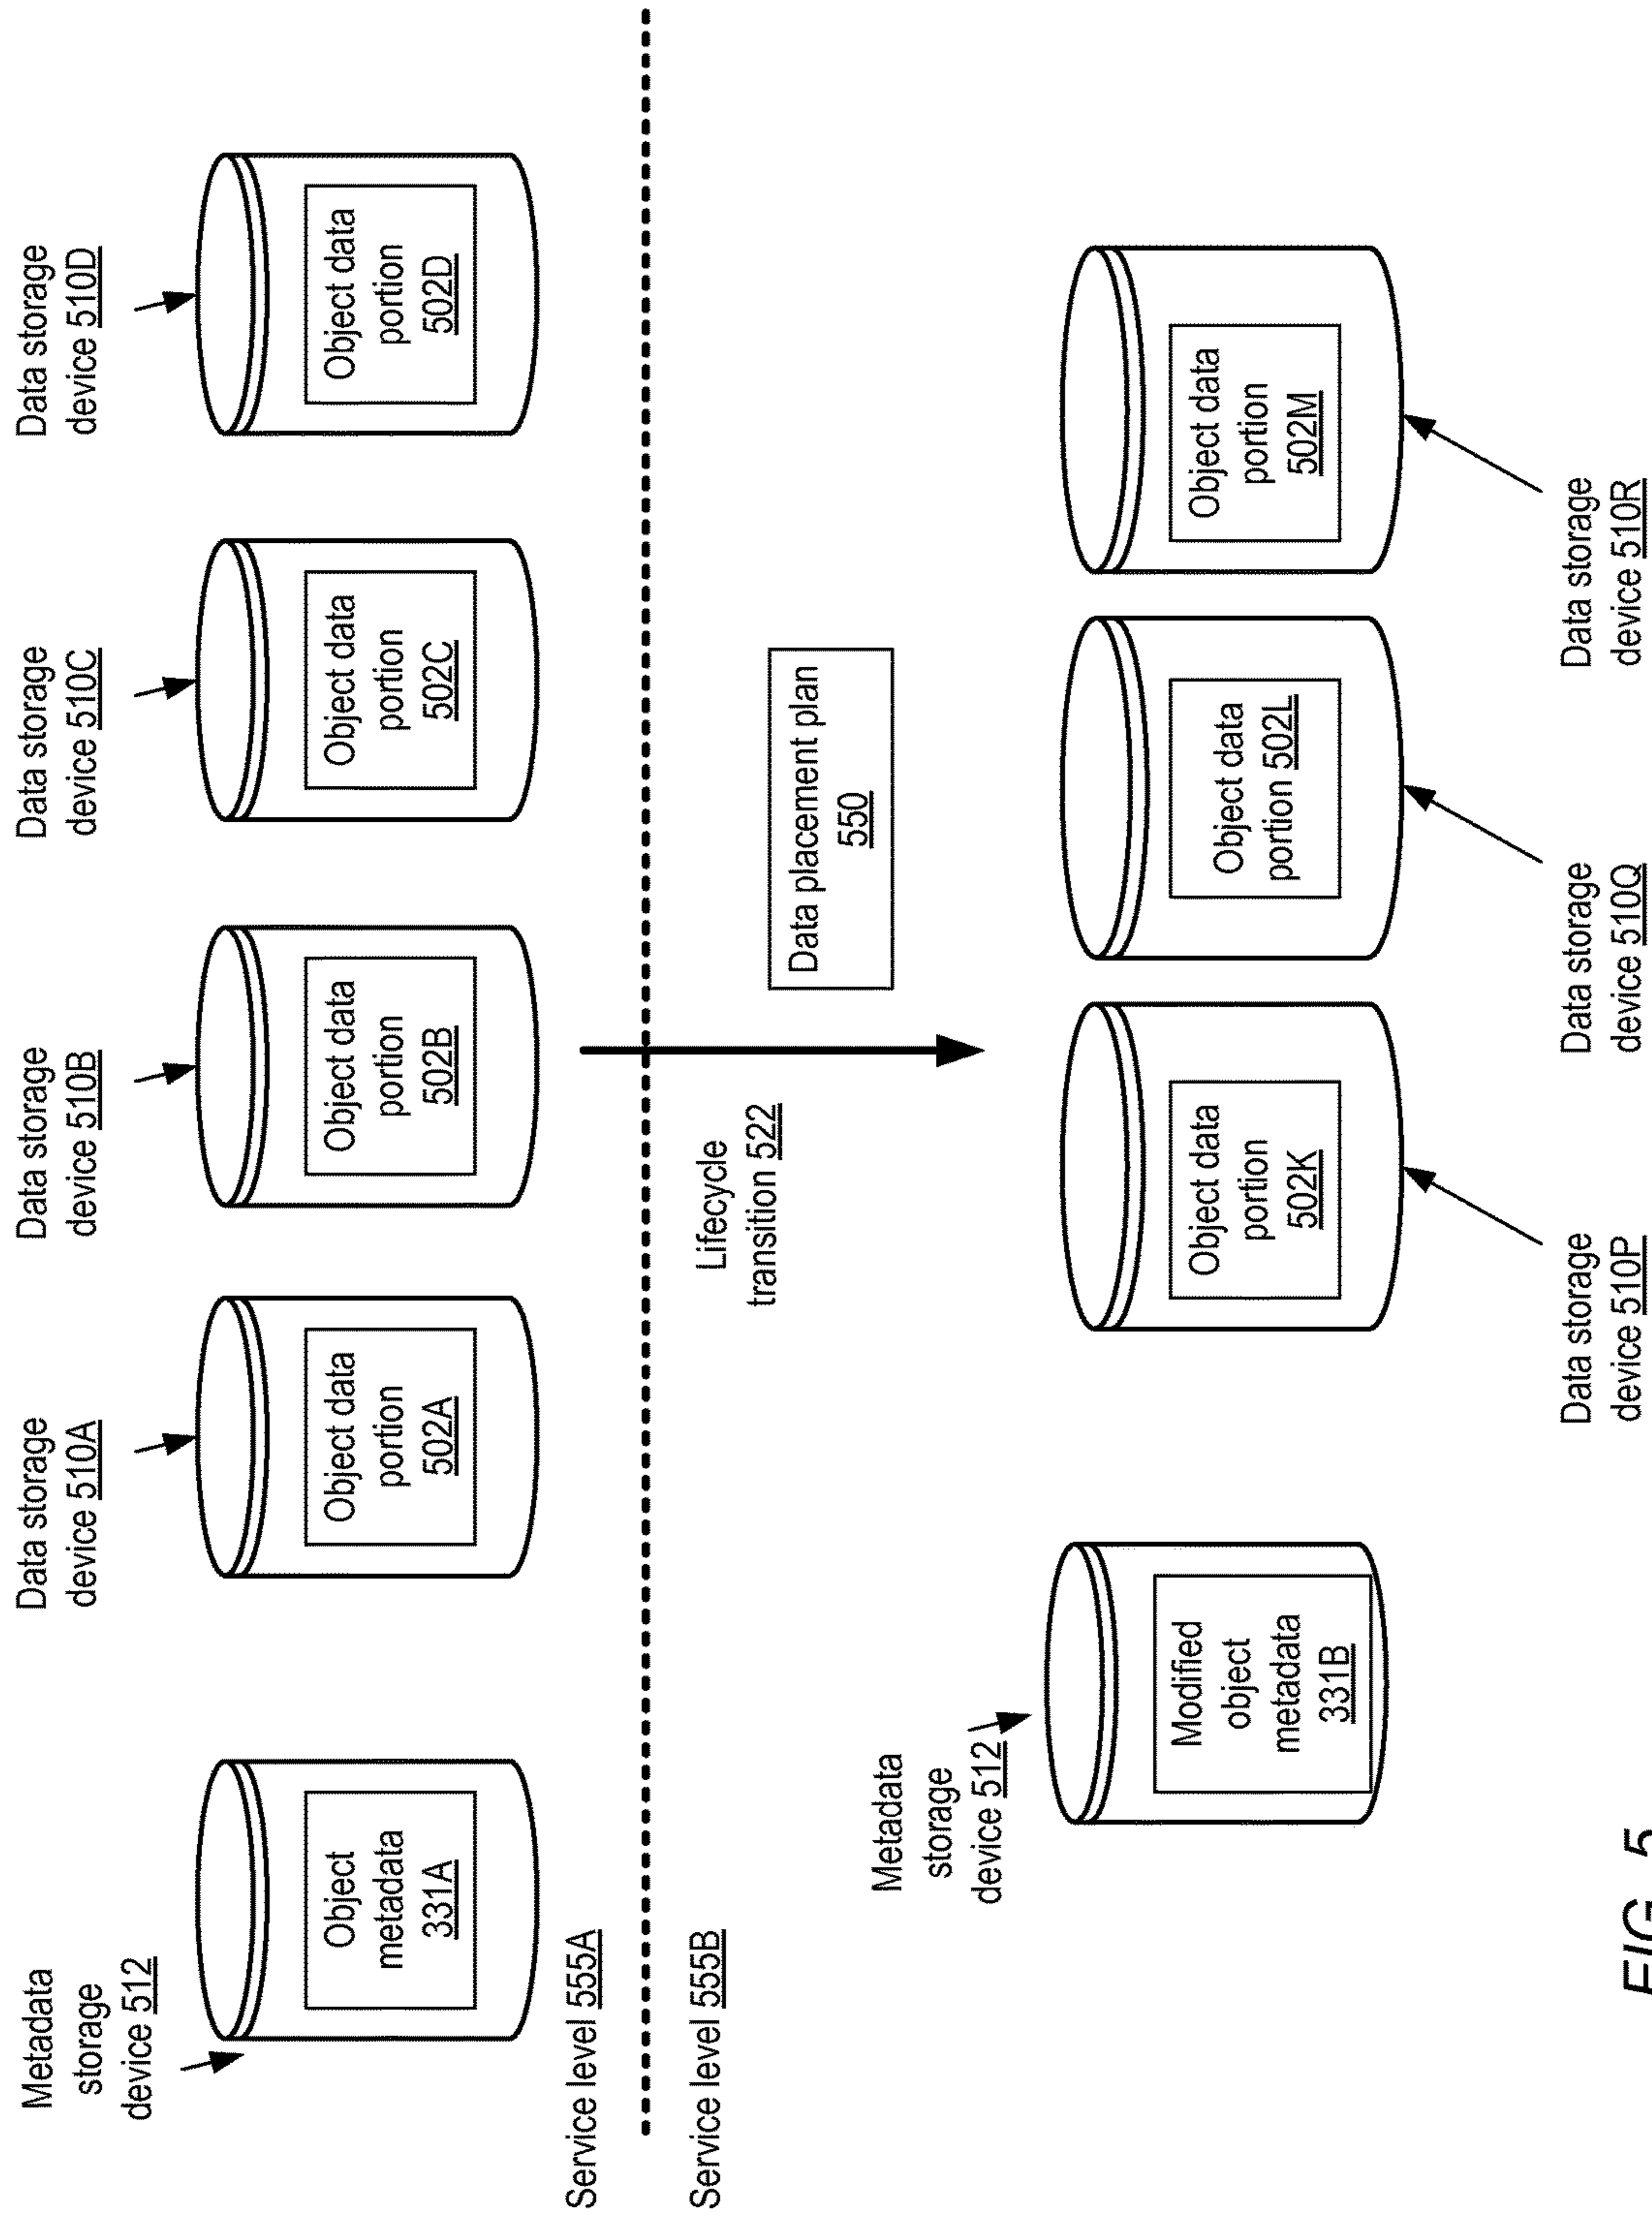 Metadata
storage
device 512
Data storage
device 510A
Data storage
device 510B
Data storage
device 510C
Data storage
device 510D
Object
metadata
331A
Object data
portion
502A
Object data
portion
502B
Object data
portion
502C
Object data
portion
502D
Service level 555A
Service level 555B
Lifecycle
transition 522
Data placement plan
550
Metadata
storage
device 512
Modified
object
metadata
331B
Object data
portion
502K
Object data
portion 502L
Object data
portion
502M
Data storage
device 510P
Data storage
device 510Q
Data storage
device 510R
FIG. 5